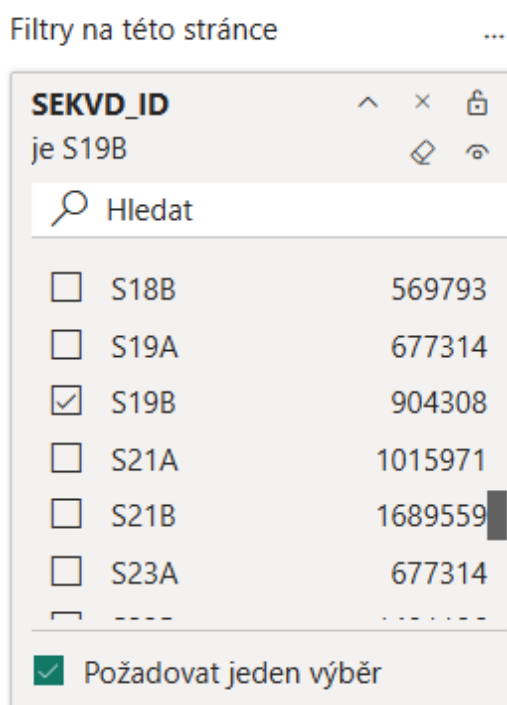 Filtry na této stránce ...
SEKVD_ID
je S19B
Hledat
S18B 569793
S19A 677314
S19B 904308
S21A 1015971
S21B 1689559
S23A 677314
Požadovat jeden výběr